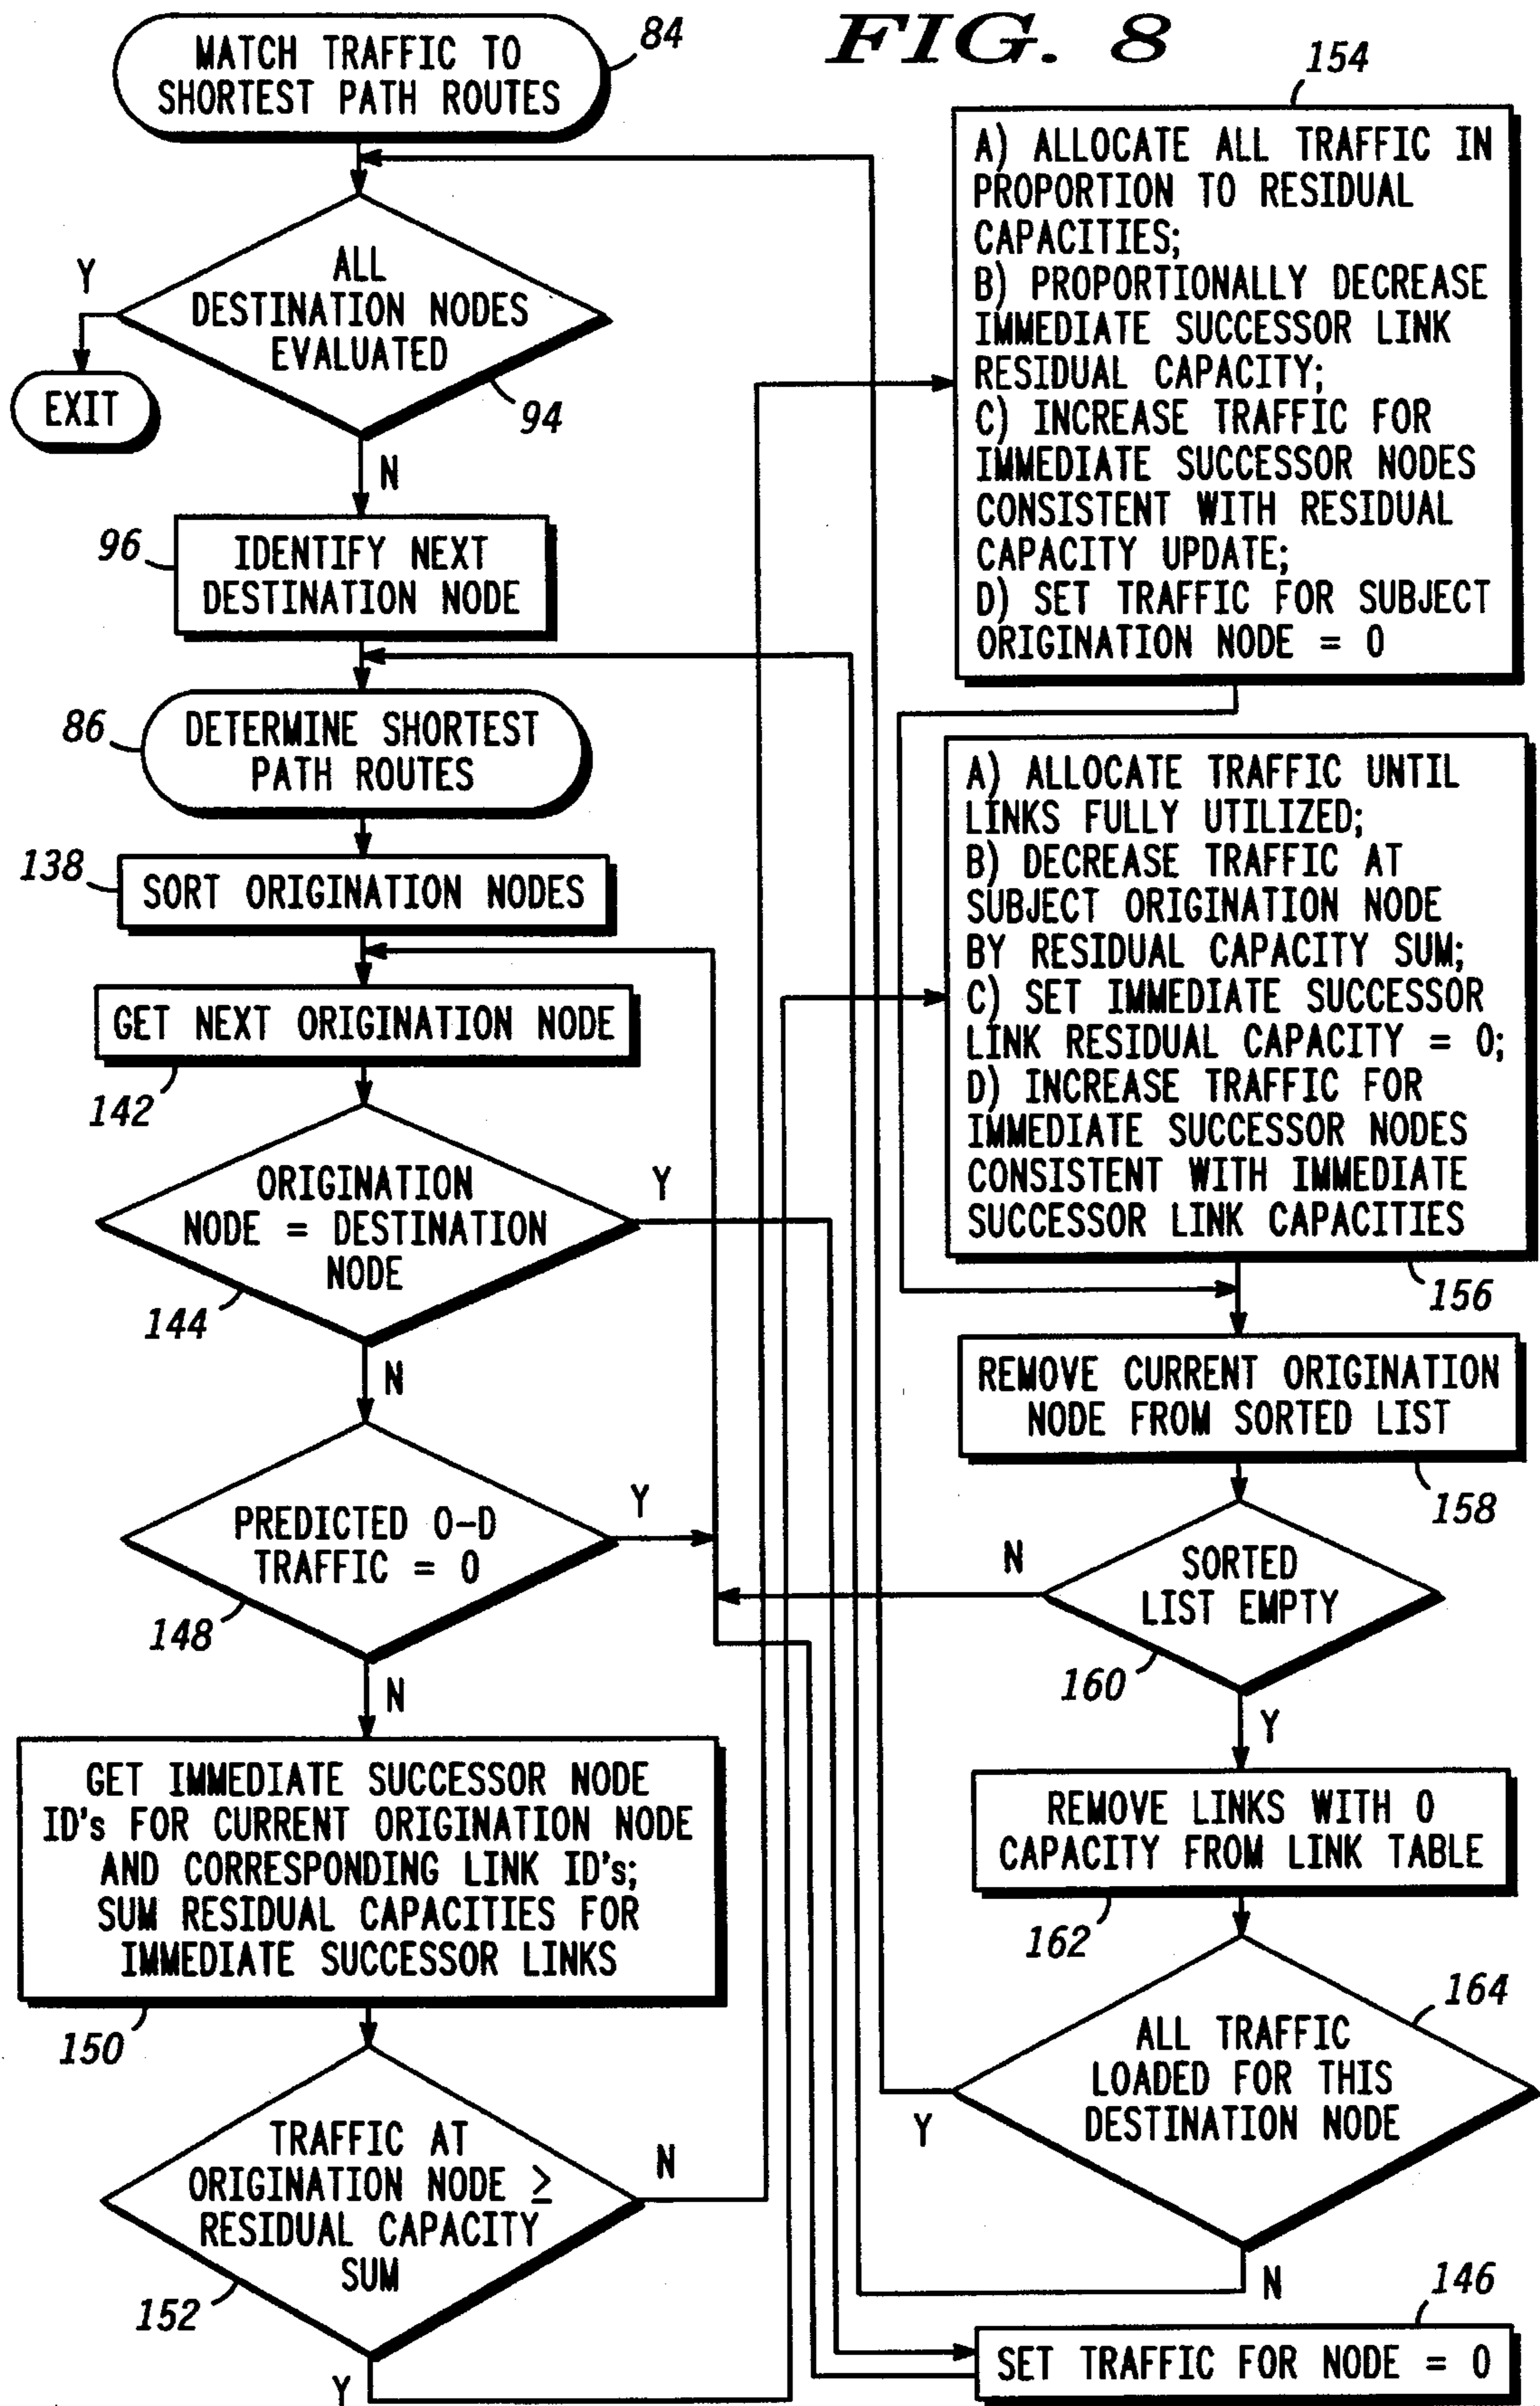 FIG. 8
MATCH TRAFFIC TO
SHORTEST PATH ROUTES
84
ALL
DESTINATION NODES
EVALUATED
94
Y
EXIT
N
96
IDENTIFY NEXT
DESTINATION NODE
86
DETERMINE SHORTEST
PATH ROUTES
138
SORT ORIGINATION NODES
GET NEXT ORIGINATION NODE
142
ORIGINATION
NODE = DESTINATION
NODE
Y
144
N
PREDICTED O-D
TRAFFIC = 0
Y
148
N
GET IMMEDIATE SUCCESSOR NODE
ID's FOR CURRENT ORIGINATION NODE
AND CORRESPONDING LINK ID's;
SUM RESIDUAL CAPACITIES FOR
IMMEDIATE SUCCESSOR LINKS
150
TRAFFIC AT
ORIGINATION NODE ≥
RESIDUAL CAPACITY
SUM
N
152
Y
154
A) ALLOCATE ALL TRAFFIC IN
PROPORTION TO RESIDUAL
CAPACITIES;
B) PROPORTIONALLY DECREASE
IMMEDIATE SUCCESSOR LINK
RESIDUAL CAPACITY;
C) INCREASE TRAFFIC FOR
IMMEDIATE SUCCESSOR NODES
CONSISTENT WITH RESIDUAL
CAPACITY UPDATE;
D) SET TRAFFIC FOR SUBJECT
ORIGINATION NODE = 0
A) ALLOCATE TRAFFIC UNTIL
LINKS FULLY UTILIZED;
B) DECREASE TRAFFIC AT
SUBJECT ORIGINATION NODE
BY RESIDUAL CAPACITY SUM;
C) SET IMMEDIATE SUCCESSOR
LINK RESIDUAL CAPACITY = 0;
D) INCREASE TRAFFIC FOR
IMMEDIATE SUCCESSOR NODES
CONSISTENT WITH IMMEDIATE
SUCCESSOR LINK CAPACITIES
156
REMOVE CURRENT ORIGINATION
NODE FROM SORTED LIST
158
SORTED
LIST EMPTY
N
160
Y
REMOVE LINKS WITH 0
CAPACITY FROM LINK TABLE
162
164
ALL TRAFFIC
LOADED FOR THIS
DESTINATION NODE
Y
N
146
SET TRAFFIC FOR NODE = 0